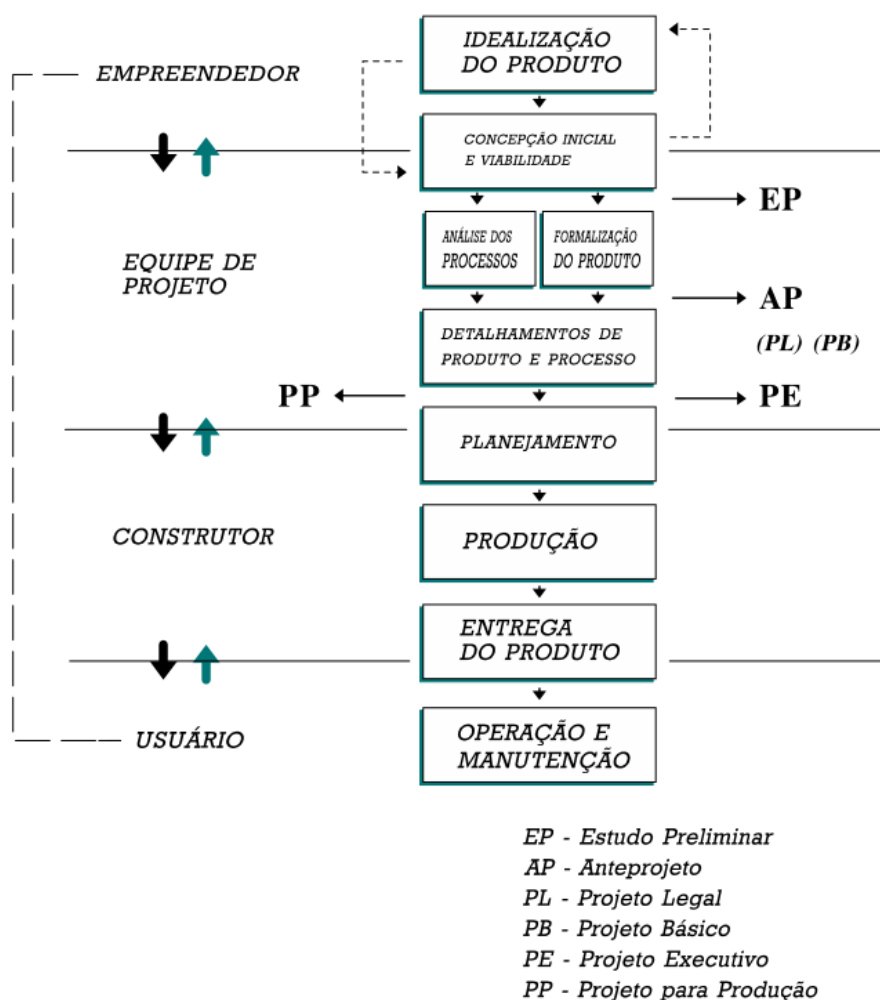 IDEALIZAÇÃO
DO PRODUTO
EMPREENDEDOR
CONCEPÇÃO INICIAL
E VIABILIDADE
EP
ANÁLISE DOS
PROCESSOS
FORMALIZAÇÃO
DO PRODUTO
EQUIPE DE
PROJETO
AP
(PL) (PB)
DETALHAMENTOS DE
PRODUTO E PROCESSO
PP
PE
PLANEJAMENTO
CONSTRUTOR
PRODUÇÃO
ENTREGA
DO PRODUTO
USUÁRIO
OPERAÇÃO E
MANUTENÇÃO
EP - Estudo Preliminar
AP - Anteprojeto
PL - Projeto Legal
PB - Projeto Básico
PE - Projeto Executivo
PP - Projeto para Produção